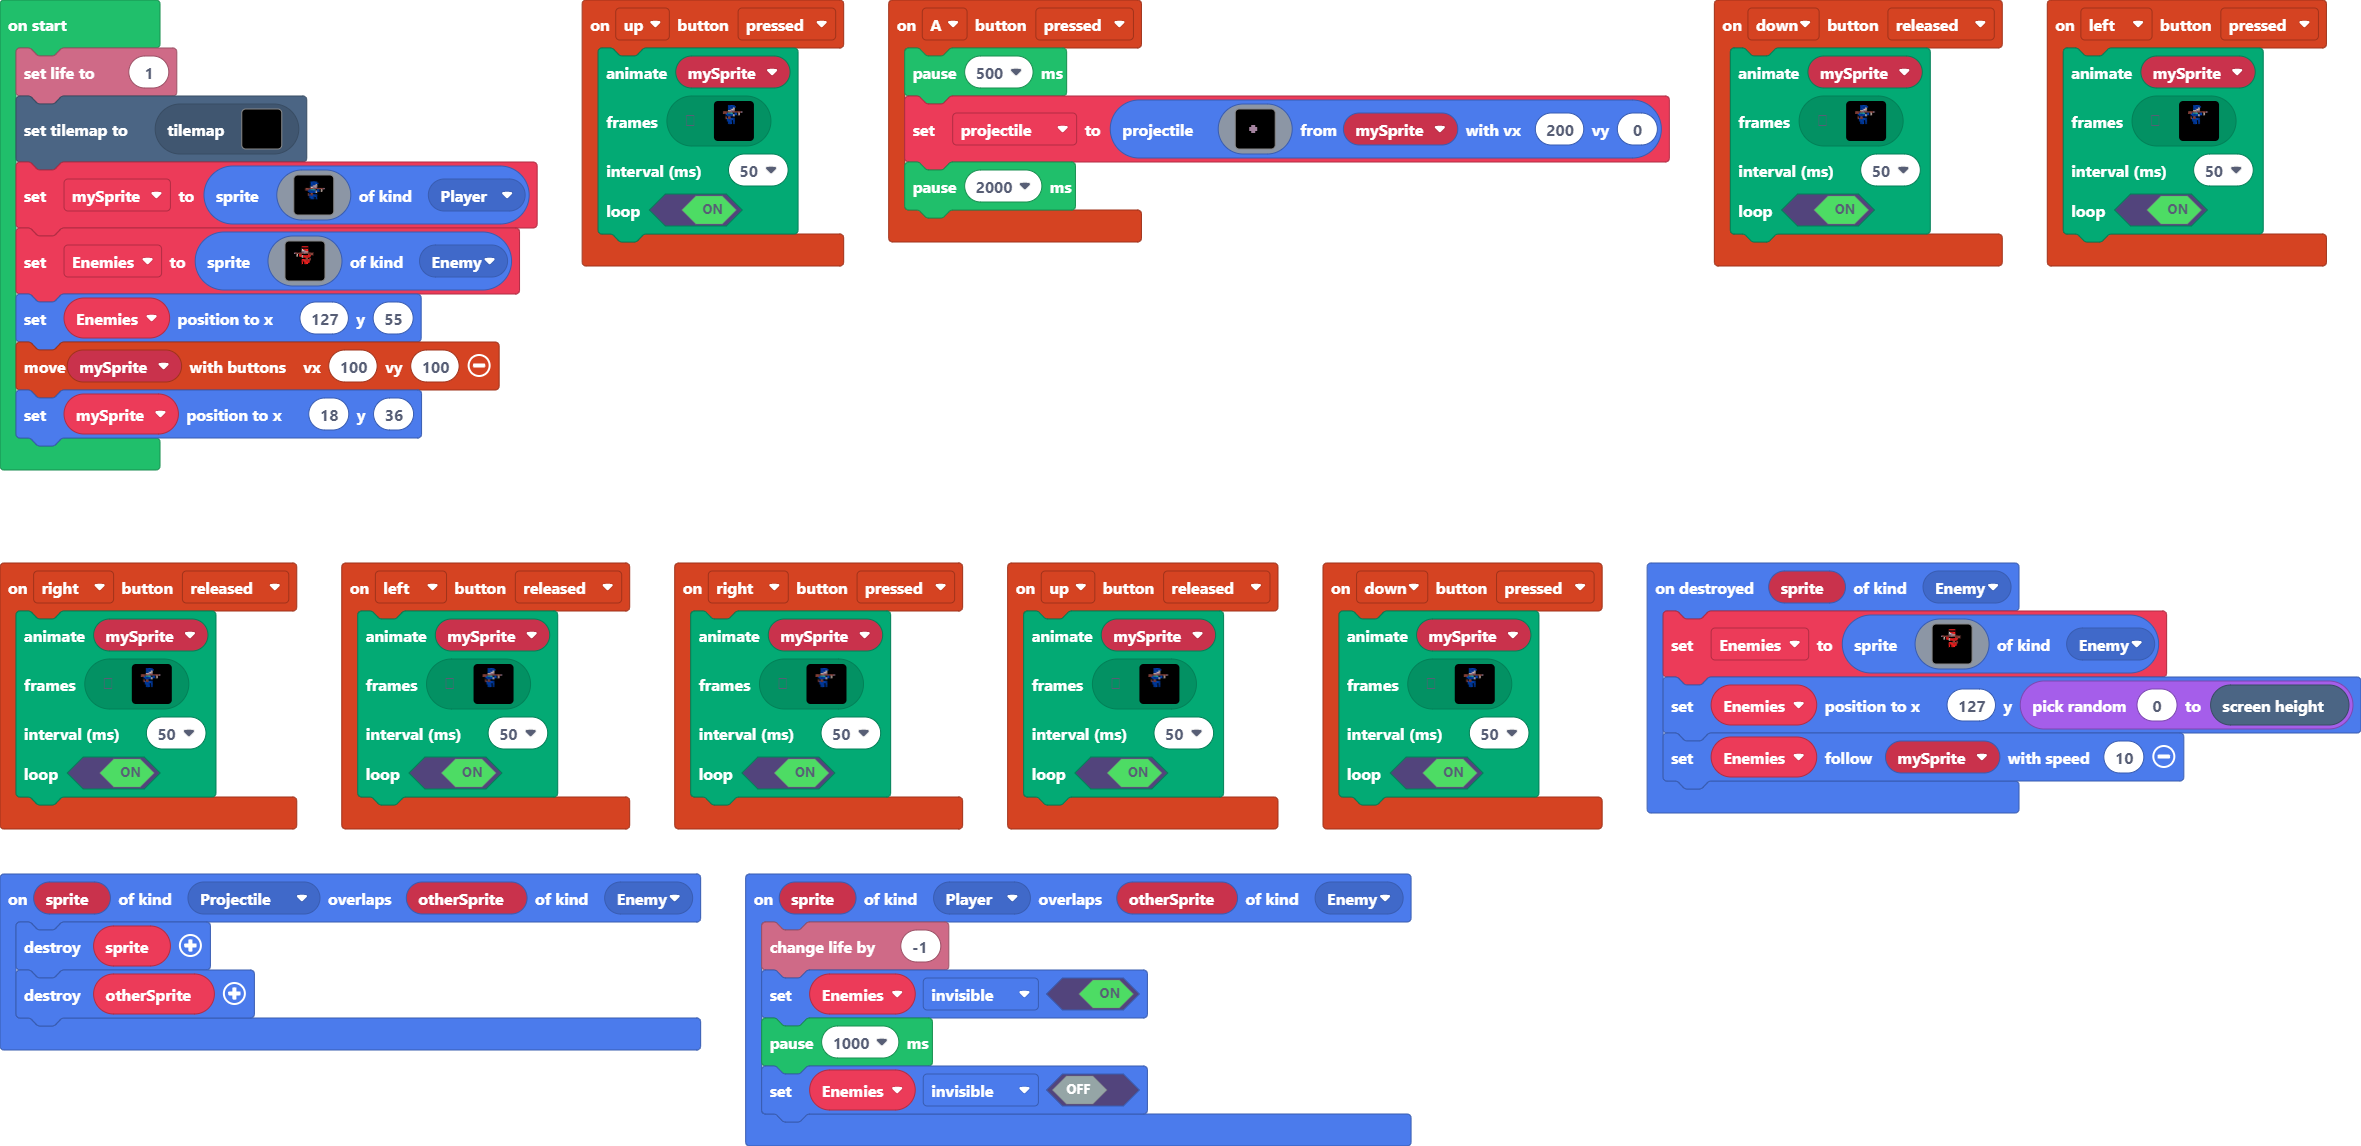 on start
set life to 1
set tilemap to tilemap
set mySprite to sprite of kind Player
set Enemies to sprite of kind Enemy
set Enemies position to x 127 y 55
move mySprite with buttons vx 100 vy 100
set mySprite position to x 18 y 36
on up button pressed
animate mySprite
frames
interval (ms) 50
loop ON
on A button pressed
pause 500 ms
set projectile to projectile from mySprite with vx 200 vy 0
pause 2000 ms
on down button released
animate mySprite
frames
interval (ms) 50
loop ON
on left button pressed
animate mySprite
frames
interval (ms) 50
loop ON
on right button released
animate mySprite
frames
interval (ms) 50
loop ON
on left button released
animate mySprite
frames
interval (ms) 50
loop ON
on right button pressed
animate mySprite
frames
interval (ms) 50
loop ON
on up button released
animate mySprite
frames
interval (ms) 50
loop ON
on down button pressed
animate mySprite
frames
interval (ms) 50
loop ON
on destroyed sprite of kind Enemy
set Enemies to sprite of kind Enemy
set Enemies position to x 127 y pick random 0 to screen height
set Enemies follow mySprite with speed 10
on sprite of kind Projectile overlaps otherSprite of kind Enemy
destroy sprite
destroy otherSprite
on sprite of kind Player overlaps otherSprite of kind Enemy
change life by -1
set Enemies invisible ON
pause 1000 ms
set Enemies invisible OFF